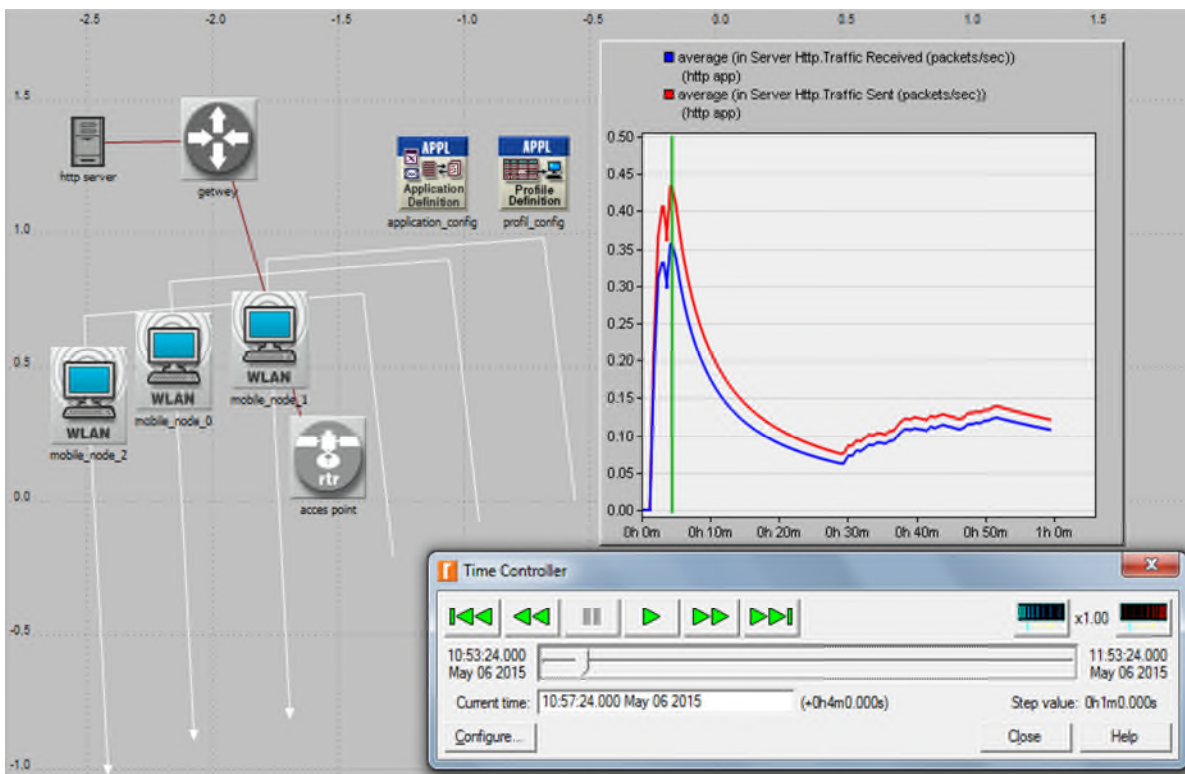 -2.5 -2.0 -1.5 -1.0 -0.5 0.0 0.5 1.0 1.5
average (in Server Http.Traffic Received (packets/sec))
(http app)
average (in Server Http.Traffic Sent (packets/sec))
(http app)
1.5
http server
getwey
APPL
Application
Definition
application_config
APPL
Profile
Definition
profil_config
1.0
0.5
0.0
-0.5
-1.0
WLAN
mobile_node_2
WLAN
mobile_node_0
WLAN
mobile_node_1
rtr
acces point
0.50
0.45
0.40
0.35
0.30
0.25
0.20
0.15
0.10
0.05
0.00
0h 0m 0h 10m 0h 20m 0h 30m 0h 40m 0h 50m 1h 0m
Time Controller
x1.00
10:53:24.000
May 06 2015
11:53:24.000
May 06 2015
Current time: 10:57:24.000 May 06 2015 (+0h4m0.000s) Step value: 0h1m0.000s
Configure... Close Help